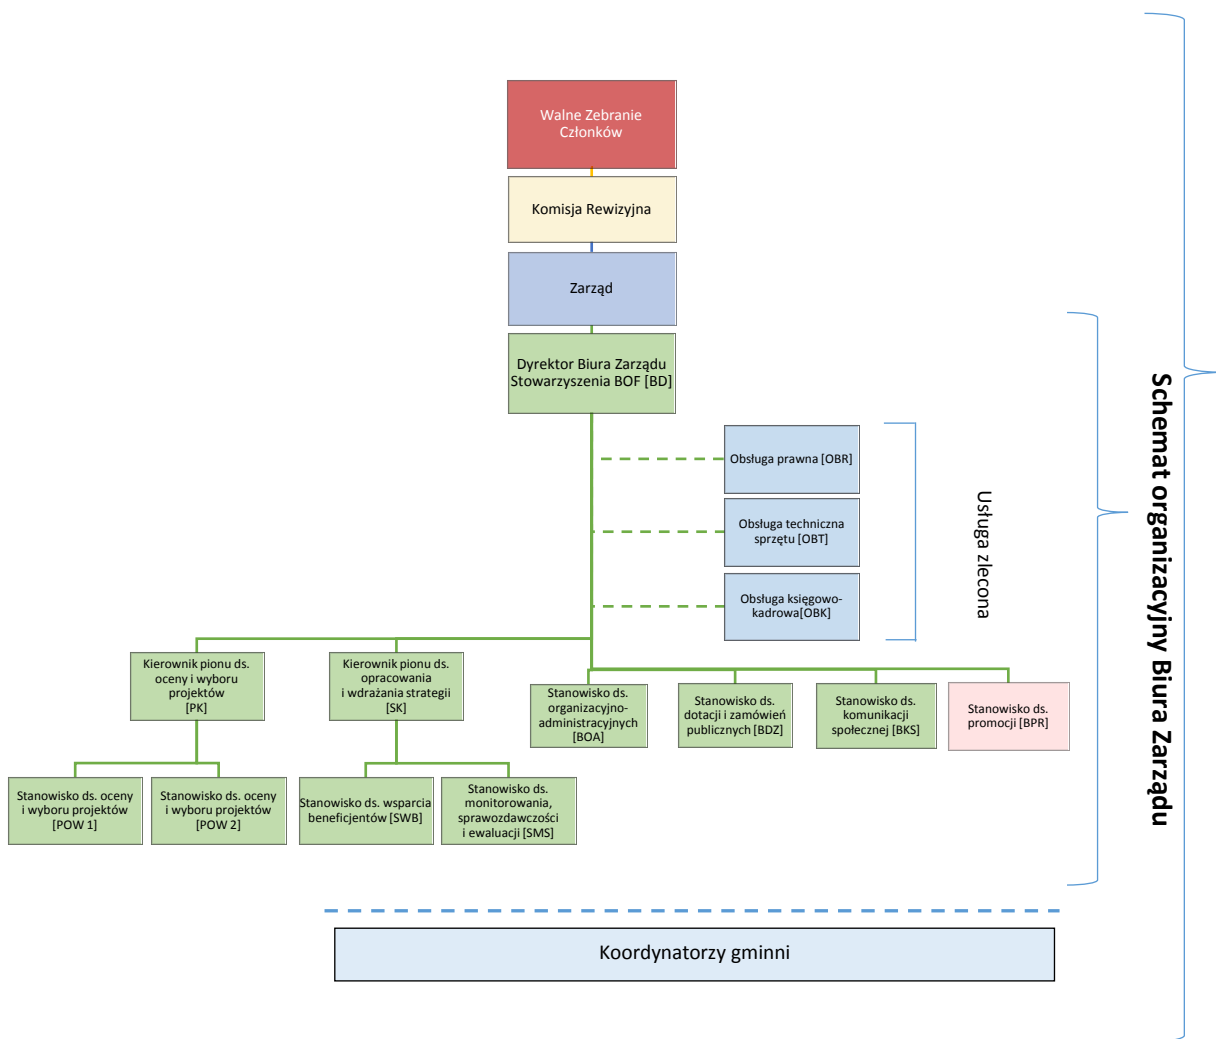 Walne Zebranie
Członków
Komisja Rewizyjna
Zarząd
Dyrektor Biura Zarządu
Stowarzyszenia BOF [BD]
Obsługa prawna [OBR]
Obsługa techniczna
sprzętu [OBT]
Obsługa księgowo-
kadrowa[OBK]
Usługa zlecona
Schemat organizacyjny Biura Zarządu
Kierownik pionu ds.
oceny i wyboru
projektów
[PK]
Kierownik pionu ds.
opracowania
i wdrażania strategii
[SK]
Stanowisko ds.
organizacyjno-
administracyjnych
[BOA]
Stanowisko ds.
dotacji i zamówień
publicznych [BDZ]
Stanowisko ds.
komunikacji
społecznej [BKS]
Stanowisko ds.
promocji [BPR]
Stanowisko ds. oceny
i wyboru projektów
[POW 1]
Stanowisko ds. oceny
i wyboru projektów
[POW 2]
Stanowisko ds. wsparcia
beneficjentów [SWB]
Stanowisko ds.
monitorowania,
sprawozdawczości
i ewaluacji [SMS]
Koordynatorzy gminni